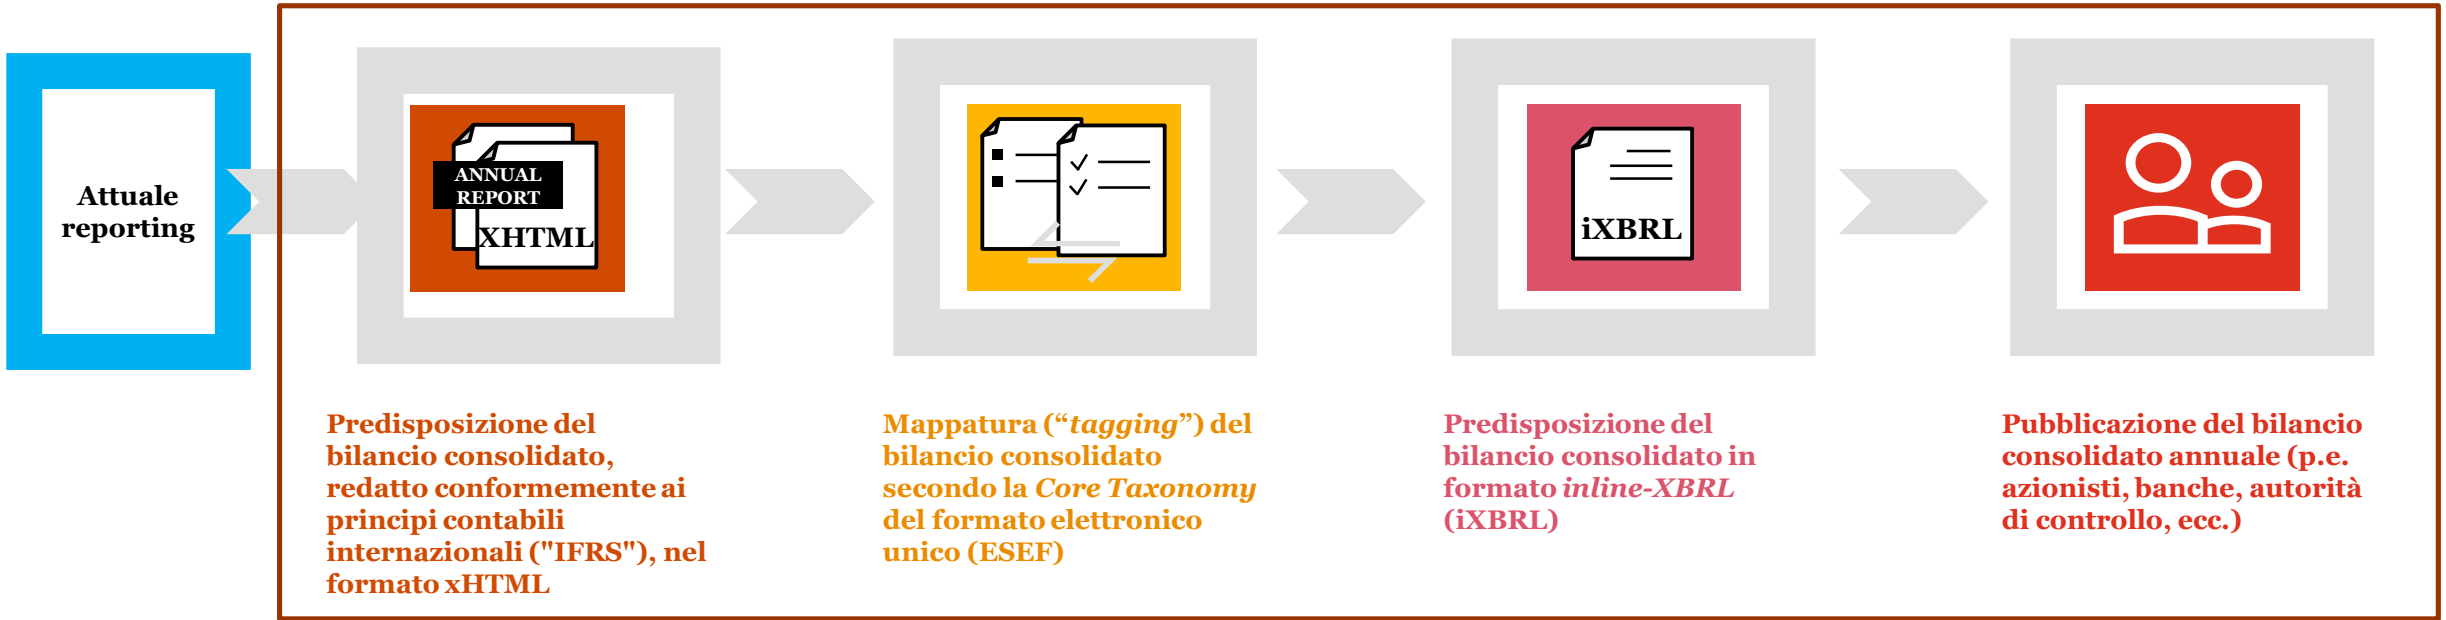 Attuale
reporting
ANNUAL
REPORT
XHTML
iXBRL
Predisposizione del
bilancio consolidato,
redatto conformemente ai
principi contabili
internazionali ("IFRS"), nel
formato xHTML
Mappatura (“tagging”) del
bilancio consolidato
secondo la Core Taxonomy
del formato elettronico
unico (ESEF)
Predisposizione del
bilancio consolidato in
formato inline-XBRL
(iXBRL)
Pubblicazione del bilancio
consolidato annuale (p.e.
azionisti, banche, autorità
di controllo, ecc.)